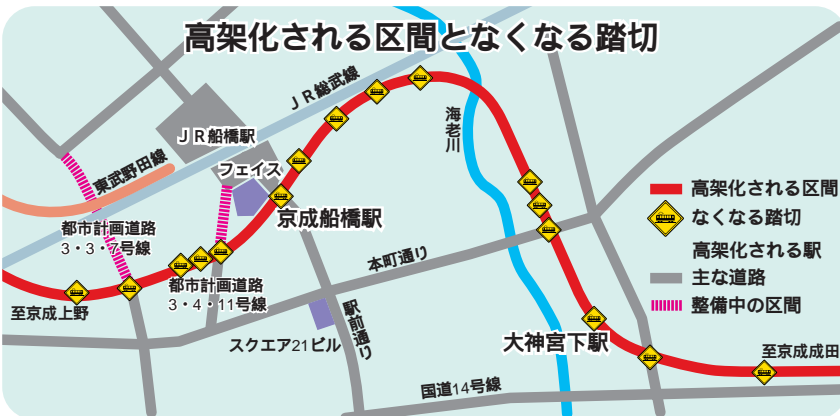 高架化される区間となくなる踏切
JR総武線
JR船橋駅
フェイス
東武野田線
海老川
京成船橋駅
都市計画道路
3・3・7号線
都市計画道路
3・4・11号線
本町通り
至京成上野
駅前通り
スクエア21ビル
大神宮下駅
国道14号線
至京成成田
高架化される区間
なくなる踏切
高架化される駅
主な道路
整備中の区間